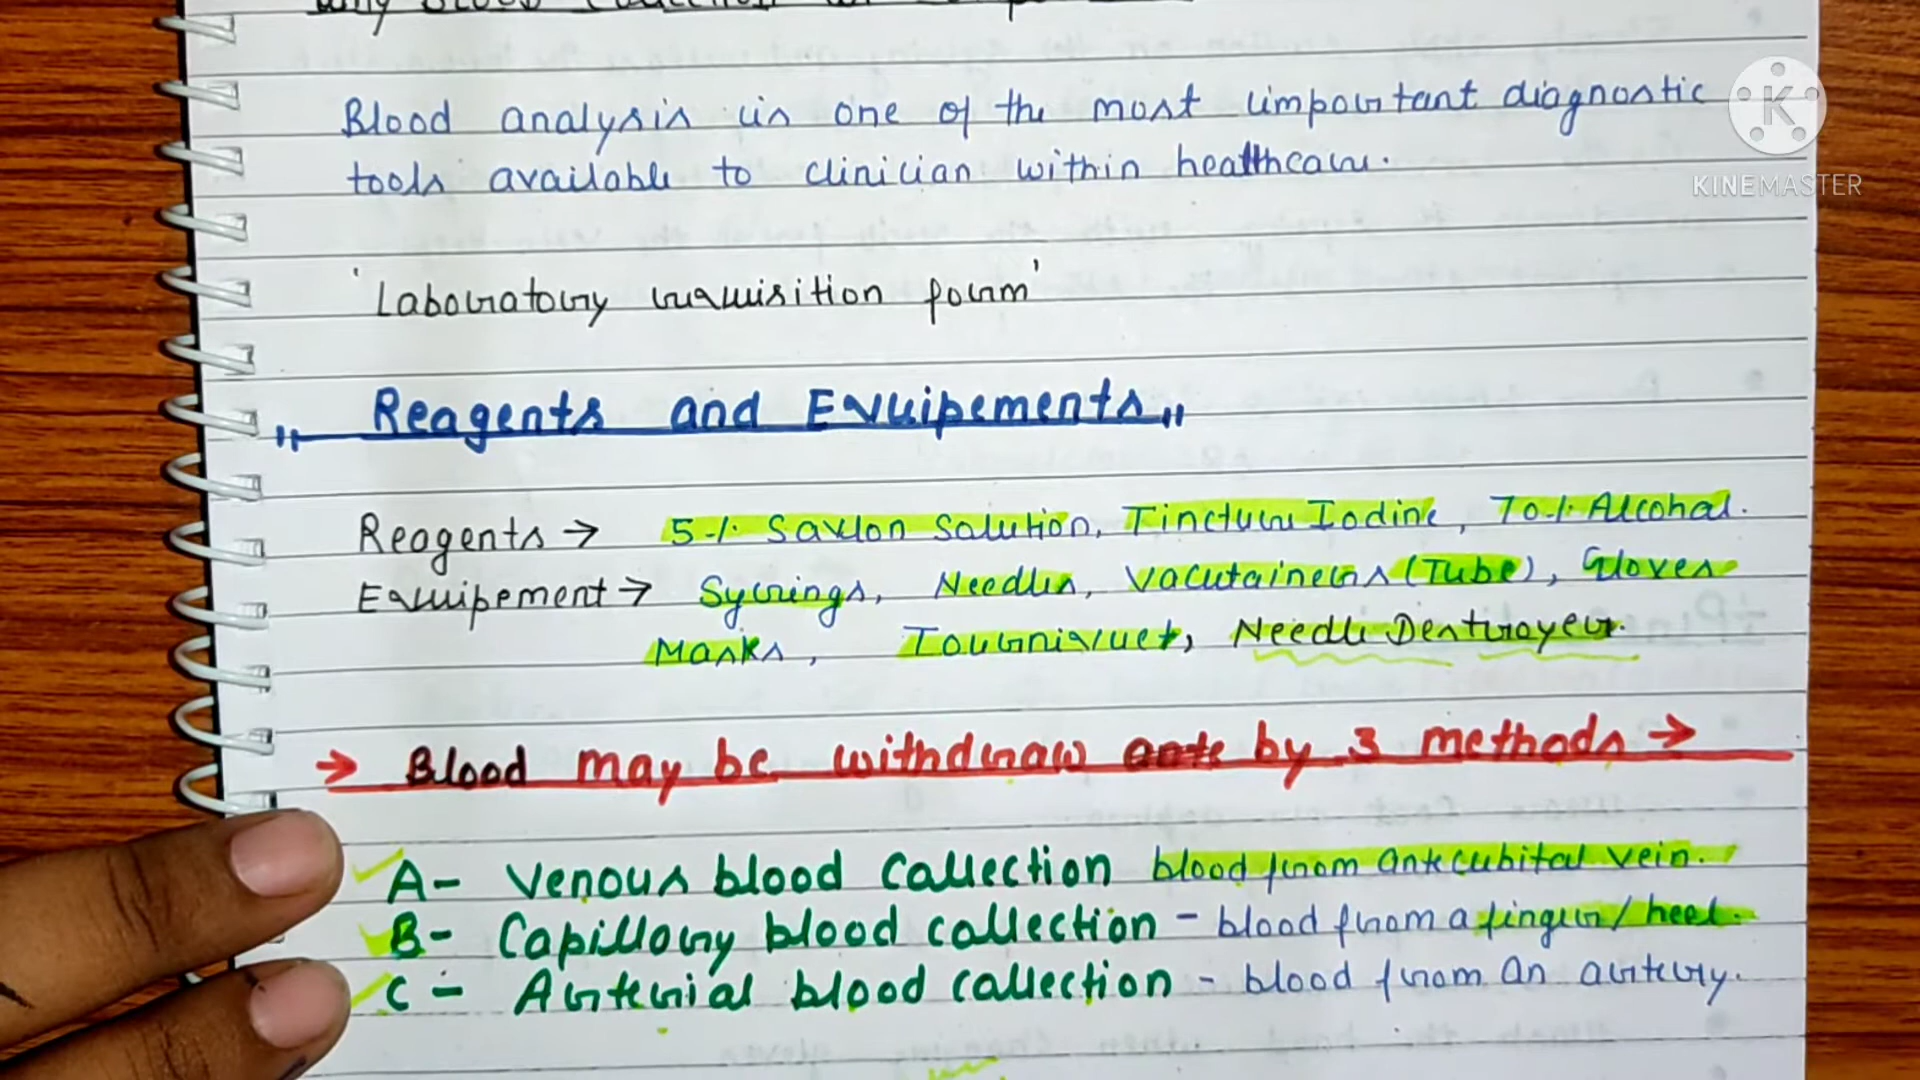 Blood Collection
Blood analysis is one of the most important diagnostic
tools available to clinician within healthcare.
'Laboratory requisition form'
K
KINEMASTER
"Reagents and Equipements"
Reagents → 5% Savlon Solution, Tincture Iodine, 70% Alcohal.
Equipement → Syrings, Needles, Vacutainers (Tube), Gloves
Masks, Tourniquet, Needle Destroyer.
→ Blood may be withdraw by 3 methods →
A- Venous blood collection blood from antecubital vein.
B- Capillary blood collection - blood from a finger/heel.
C- Arterial blood collection - blood from an artery.